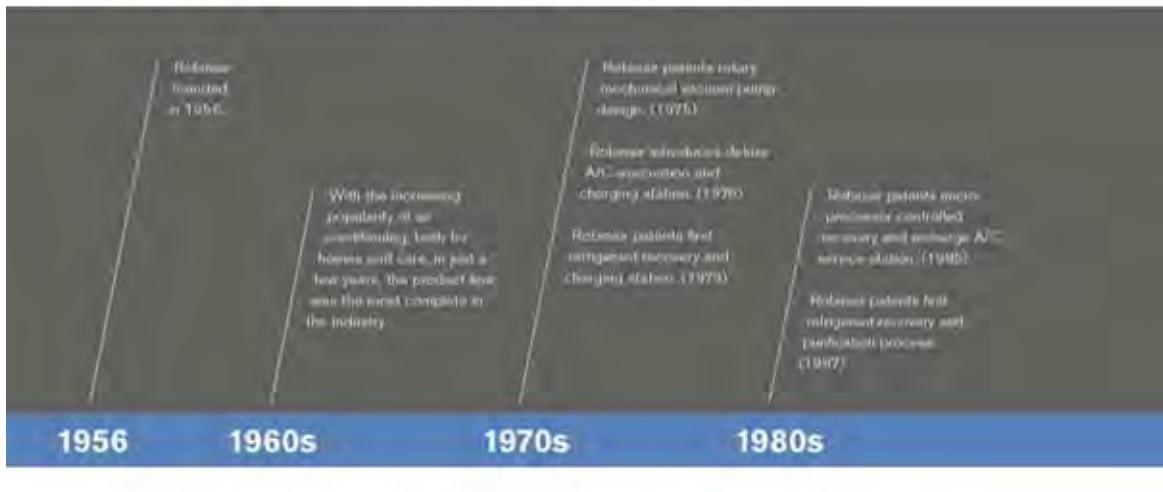 Robinair
founded
in 1956.
With the increasing
popularity of air
conditioning, both for
homes and cars, in just a
few years, the product line
was the most complete in
the industry.
Robinair patents rotary
mechanical vacuum pump
design. (1975)
Robinair introduces deluxe
A/C evacuation and
charging station. (1976)
Robinair patents first
refrigerant recovery and
charging station. (1979)
Robinair patents micro
processor controlled
recovery and recharge A/C
service station.
Robinair patents first
refrigerant recovery and
purification process.
(1987)
1956
1960s
1970s
1980s